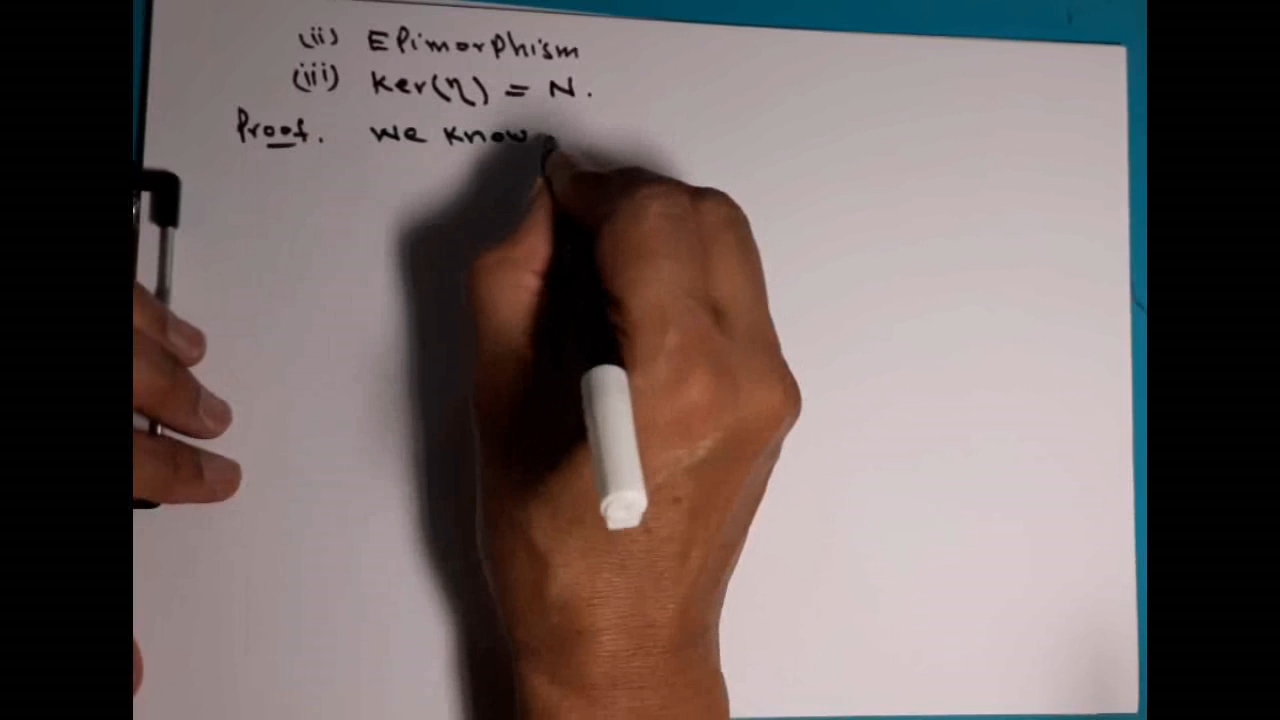 (ii) Epimorphism
(iii) Ker(η) = N.
Proof. We know